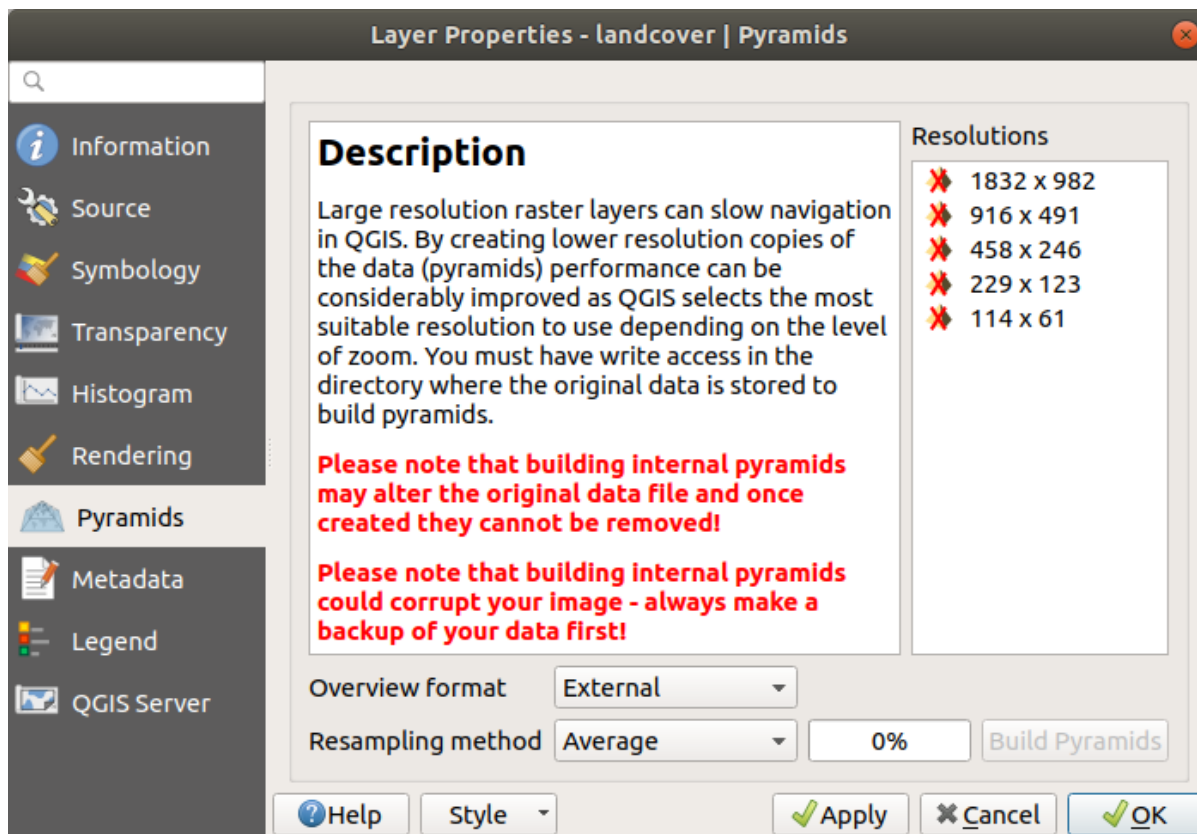 Layer Properties - landcover | Pyramids
Information
Source
Symbology
Transparency
Histogram
Rendering
Pyramids
Metadata
Legend
QGIS Server
Description
Large resolution raster layers can slow navigation
in QGIS. By creating lower resolution copies of
the data (pyramids) performance can be
considerably improved as QGIS selects the most
suitable resolution to use depending on the level
of zoom. You must have write access in the
directory where the original data is stored to
build pyramids.
Please note that building internal pyramids
may alter the original data file and once
created they cannot be removed!
Please note that building internal pyramids
could corrupt your image - always make a
backup of your data first!
Resolutions
1832 x 982
916 x 491
458 x 246
229 x 123
114 x 61
Overview format External
Resampling method Average 0% Build Pyramids
Help Style Apply Cancel OK